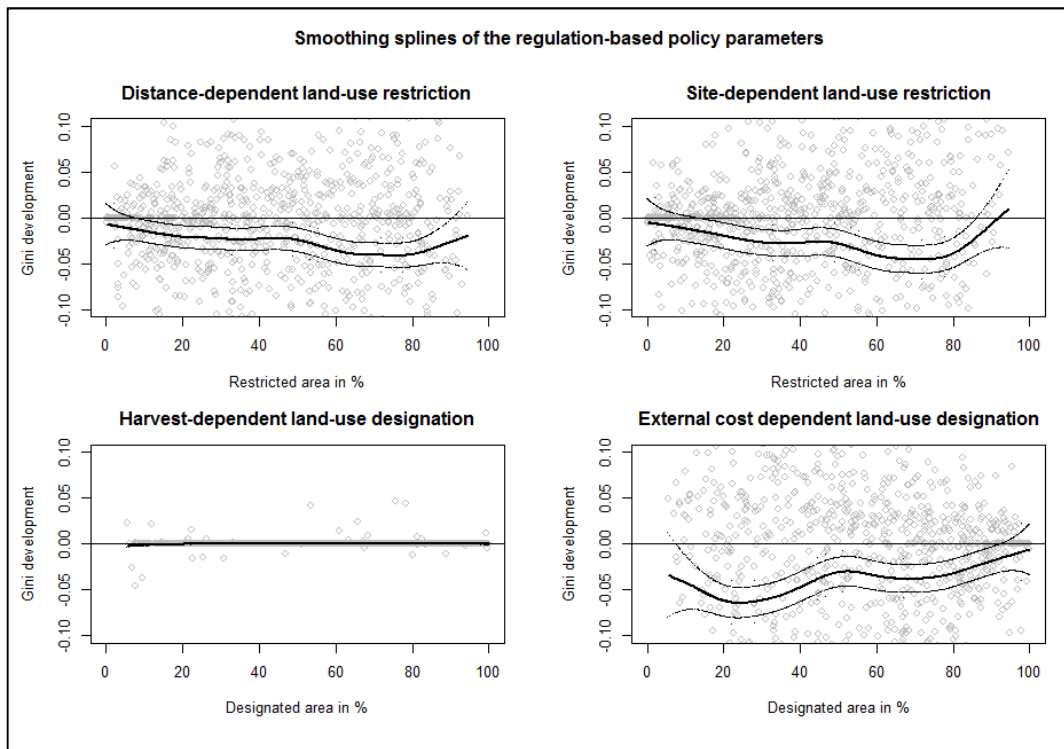 Smoothing splines of the regulation-based policy parameters
Distance-dependent land-use restriction
Gini development
0.10
0.05
0.00
-0.05
-0.10
0 20 40 60 80 100
Restricted area in %
Site-dependent land-use restriction
Gini development
0.10
0.05
0.00
-0.05
-0.10
0 20 40 60 80 100
Restricted area in %
Harvest-dependent land-use designation
Gini development
0.10
0.05
0.00
-0.05
-0.10
0 20 40 60 80 100
Designated area in %
External cost dependent land-use designation
Gini development
0.10
0.05
0.00
-0.05
-0.10
0 20 40 60 80 100
Designated area in %